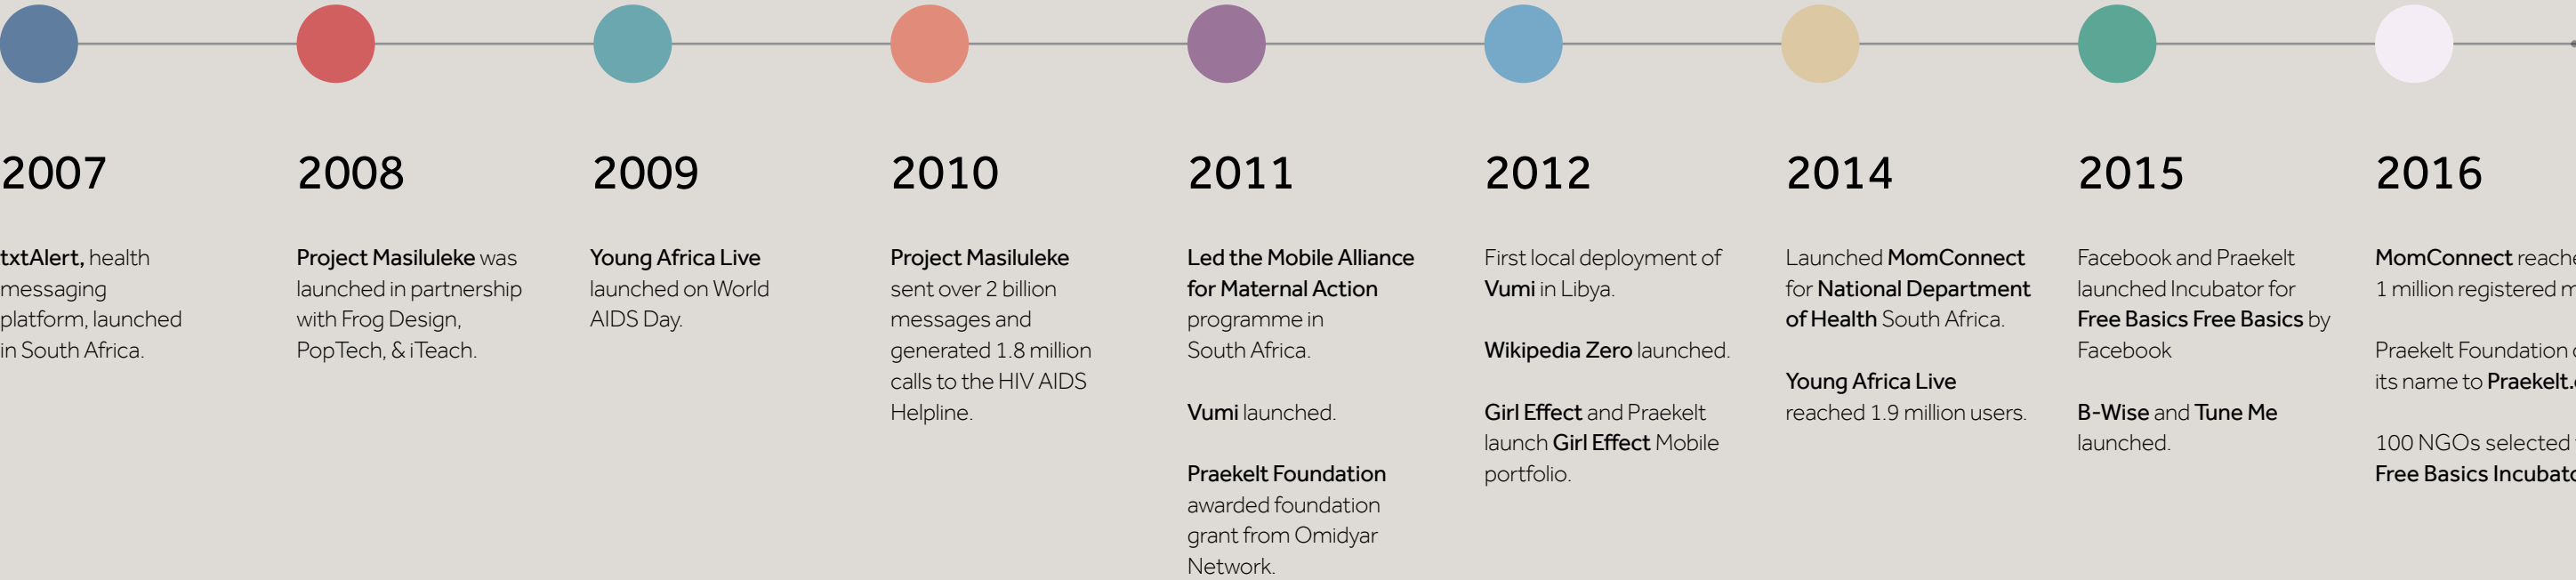 2007
txtAlert, health
messaging
platform, launched
in South Africa.
2008
Project Masiluleke was
launched in partnership
with Frog Design,
PopTech, & iTeach.
2009
Young Africa Live
launched on World
AIDS Day.
2010
Project Masiluleke
sent over 2 billion
messages and
generated 1.8 million
calls to the HIV AIDS
Helpline.
2011
Led the Mobile Alliance
for Maternal Action
programme in
South Africa.
Vumi launched.
Praekelt Foundation
awarded foundation
grant from Omidyar
Network.
2012
First local deployment of
Vumi in Libya.
Wikipedia Zero launched.
Girl Effect and Praekelt
launch Girl Effect Mobile
portfolio.
2014
Launched MomConnect
for National Department
of Health South Africa.
Young Africa Live
reached 1.9 million users.
2015
Facebook and Praekelt
launched Incubator for
Free Basics Free Basics by
Facebook
B-Wise and Tune Me
launched.
2016
MomConnect
1 million registered
Praekelt Foundation
its name to
100 NGOs selected
Free Basics